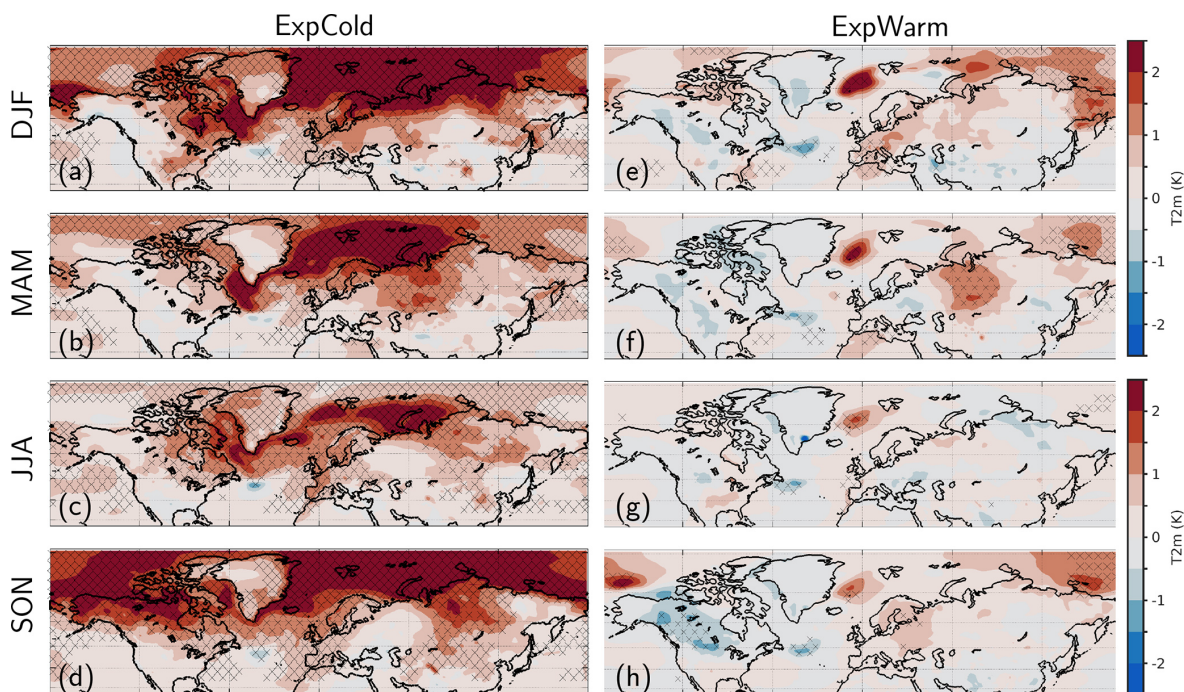 ExpCold ExpWarm
DJF (a) (e)
MAM (b) (f)
JJA (c) (g)
SON (d) (h)
2
1
0
-1
-2
T2m (K)
2
1
0
-1
-2
T2m (K)